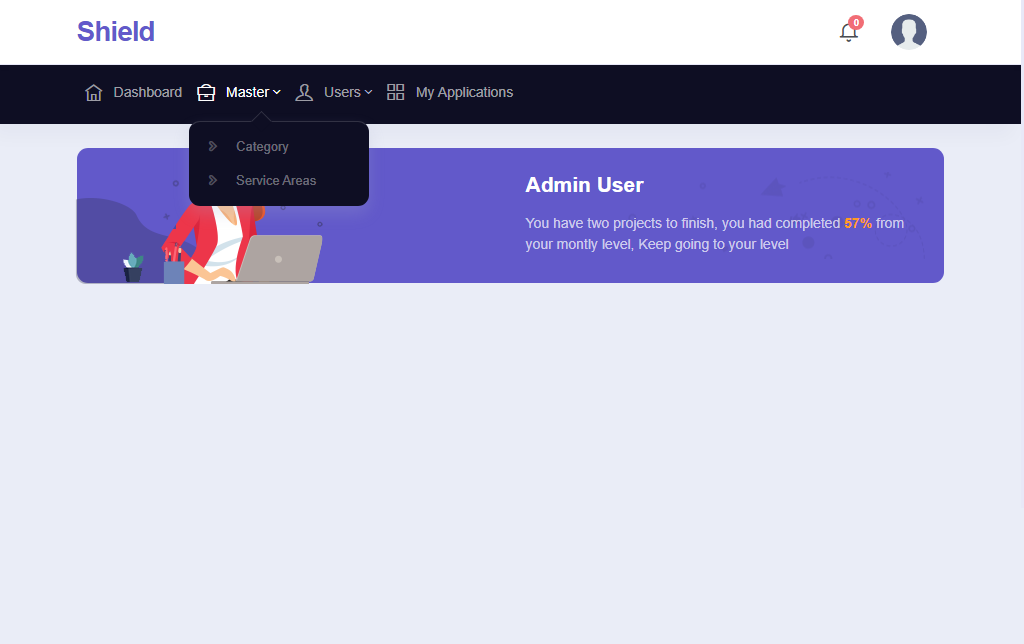 Shield
0
Dashboard
Master
Users
My Applications
Category
Service Areas
Admin User
You have two projects to finish, you had completed 57% from
your montly level, Keep going to your level